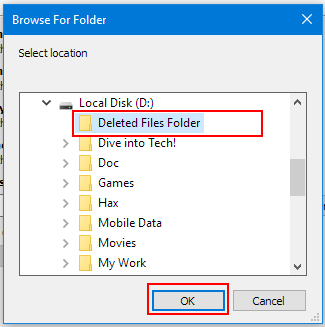 Browse For Folder
Select location
Local Disk (D:)
Deleted Files Folder
Dive into Tech!
Doc
Games
Hax
Mobile Data
Movies
My Work
OK
Cancel